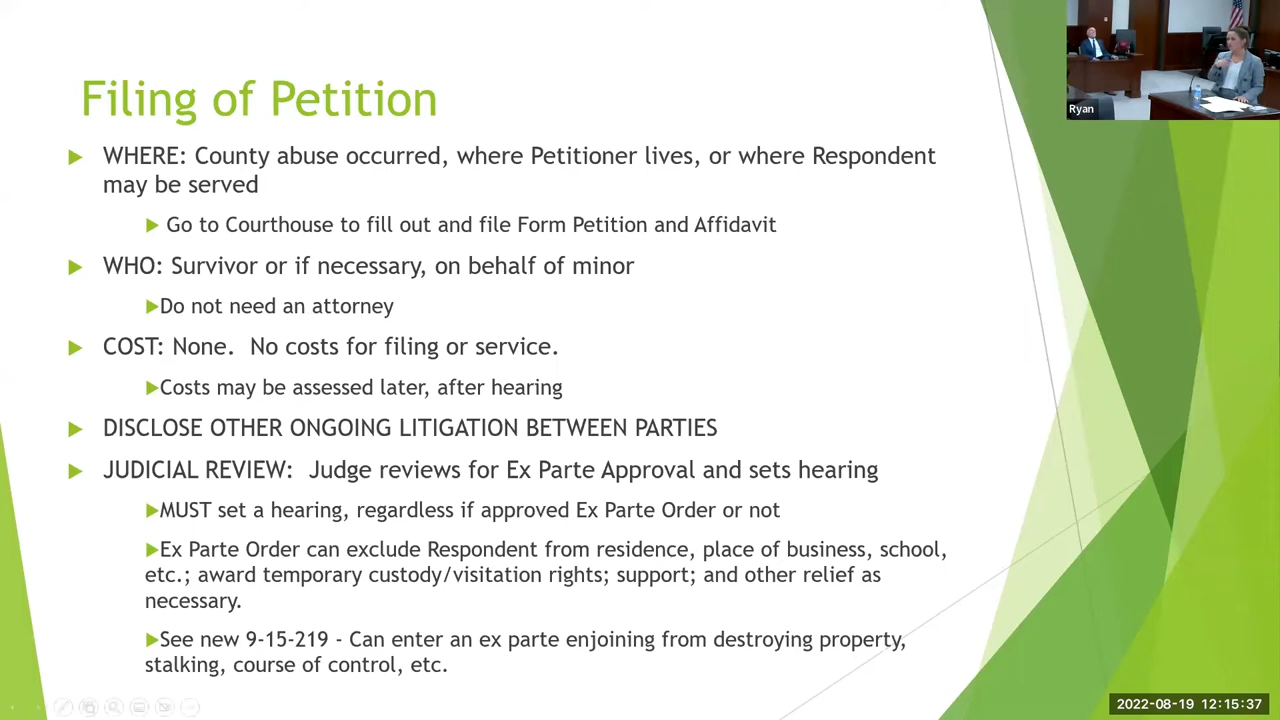 Filing of Petition
WHERE: County abuse occurred, where Petitioner lives, or where Respondent
may be served
Go to Courthouse to fill out and file Form Petition and Affidavit
WHO: Survivor or if necessary, on behalf of minor
Do not need an attorney
COST: None.  No costs for filing or service.
Costs may be assessed later, after hearing
DISCLOSE OTHER ONGOING LITIGATION BETWEEN PARTIES
JUDICIAL REVIEW:  Judge reviews for Ex Parte Approval and sets hearing
MUST set a hearing, regardless if approved Ex Parte Order or not
Ex Parte Order can exclude Respondent from residence, place of business, school,
etc.; award temporary custody/visitation rights; support; and other relief as
necessary.
See new 9-15-219 - Can enter an ex parte enjoining from destroying property,
stalking, course of control, etc.
Ryan
2022-08-19 12:15:37